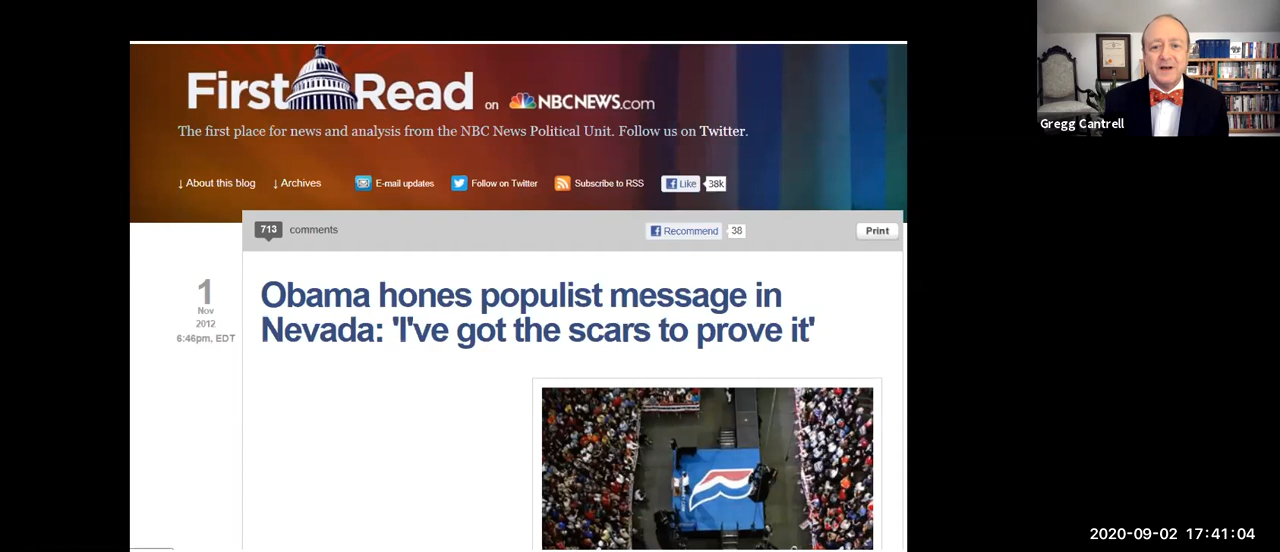 First Read on NBCNEWS.com
The first place for news and analysis from the NBC News Political Unit. Follow us on Twitter.
↓ About this blog ↓ Archives E-mail updates Follow on Twitter Subscribe to RSS Like 38k
713 comments Recommend 38 Print
1
Nov
2012
6:46pm, EDT
Obama hones populist message in
Nevada: 'I've got the scars to prove it'
Gregg Cantrell
2020-09-02 17:41:04